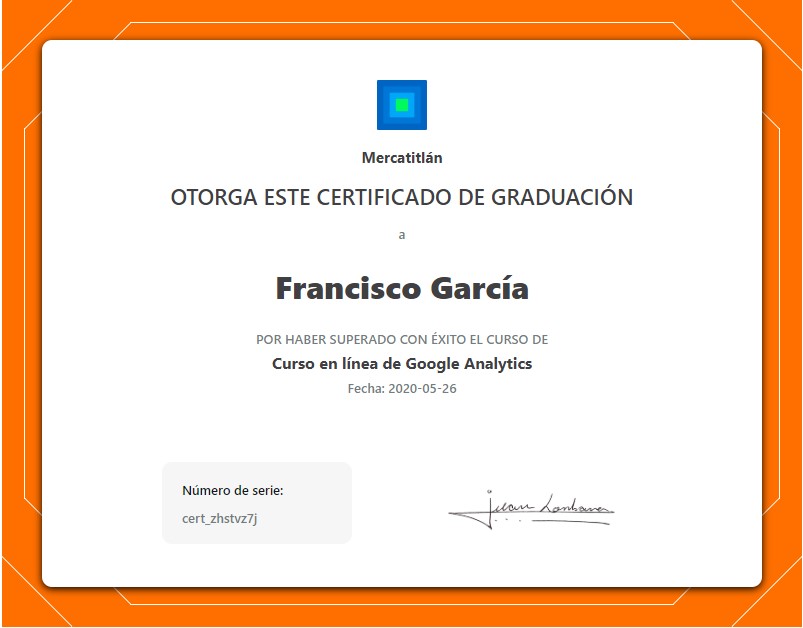 Mercatitlán
OTORGA ESTE CERTIFICADO DE GRADUACIÓN
a
Francisco García
POR HABER SUPERADO CON ÉXITO EL CURSO DE
Curso en línea de Google Analytics
Fecha: 2020-05-26
Número de serie:
cert_zhstvz7j
Juan